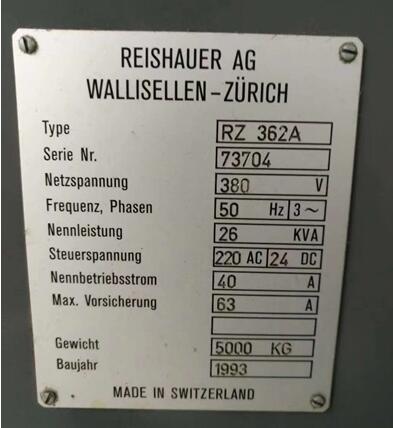 REISHAUER AG
WALLISELLEN-ZÜRICH
Type RZ 362A
Serie Nr. 73704
Netzspannung 380 V
Frequenz, Phasen 50 Hz 3~
Nennleistung 26 KVA
Steuerspannung 220 AC 24 DC
Nennbetriebsstrom 40 A
Max. Vorsicherung 63 A
Gewicht 5000 KG
Baujahr 1993
MADE IN SWITZERLAND